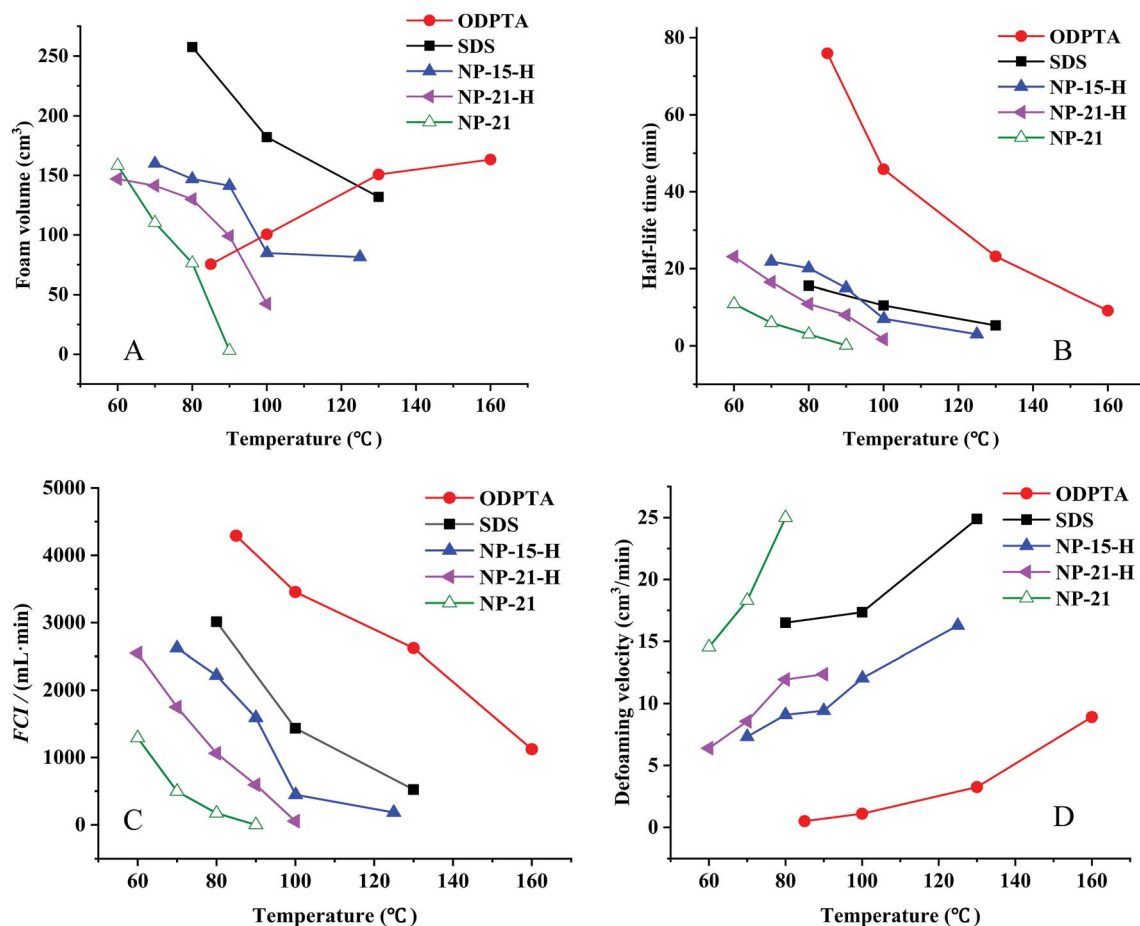 ODPTA
SDS
NP-15-H
NP-21-H
NP-21
250
200
150
100
50
0
Foam volume (cm³)
A
60 80 100 120 140 160
Temperature (℃)
ODPTA
SDS
NP-15-H
NP-21-H
NP-21
80
60
40
20
0
Half-life time (min)
B
60 80 100 120 140 160
Temperature (℃)
ODPTA
SDS
NP-15-H
NP-21-H
NP-21
5000
4000
3000
2000
1000
0
FCI / (mL·min)
C
60 80 100 120 140 160
Temperature (℃)
ODPTA
SDS
NP-15-H
NP-21-H
NP-21
25
20
15
10
5
0
Defoaming velocity (cm³/min)
D
60 80 100 120 140 160
Temperature (℃)